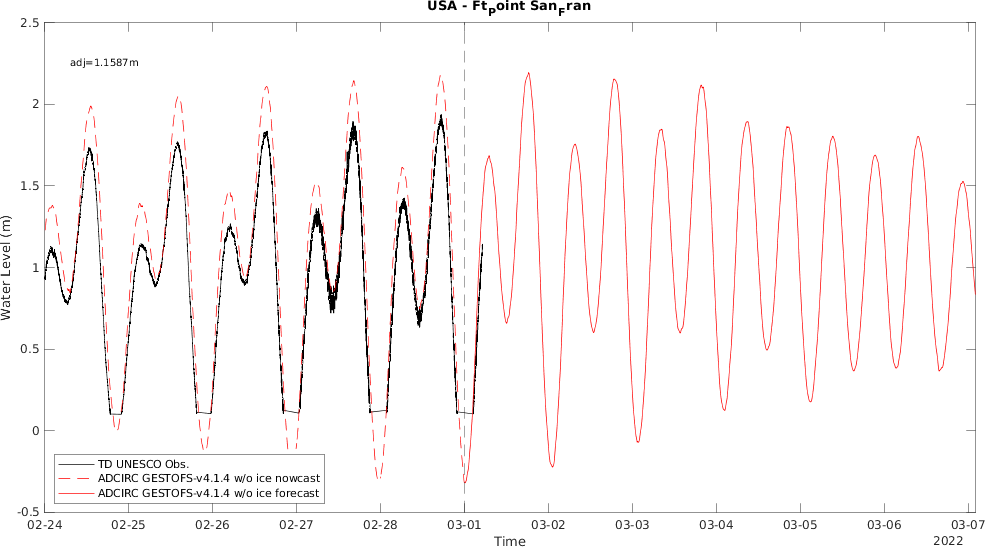 USA - Ft_Point San_Fran
2.5
adj=1.1587m
2
1.5
1
0.5
0
-0.5
Water Level (m)
TD UNESCO Obs.
ADCIRC GESTOFS-v4.1.4 w/o ice nowcast
ADCIRC GESTOFS-v4.1.4 w/o ice forecast
02-24 02-25 02-26 02-27 02-28 03-01 03-02 03-03 03-04 03-05 03-06 03-07
Time
2022